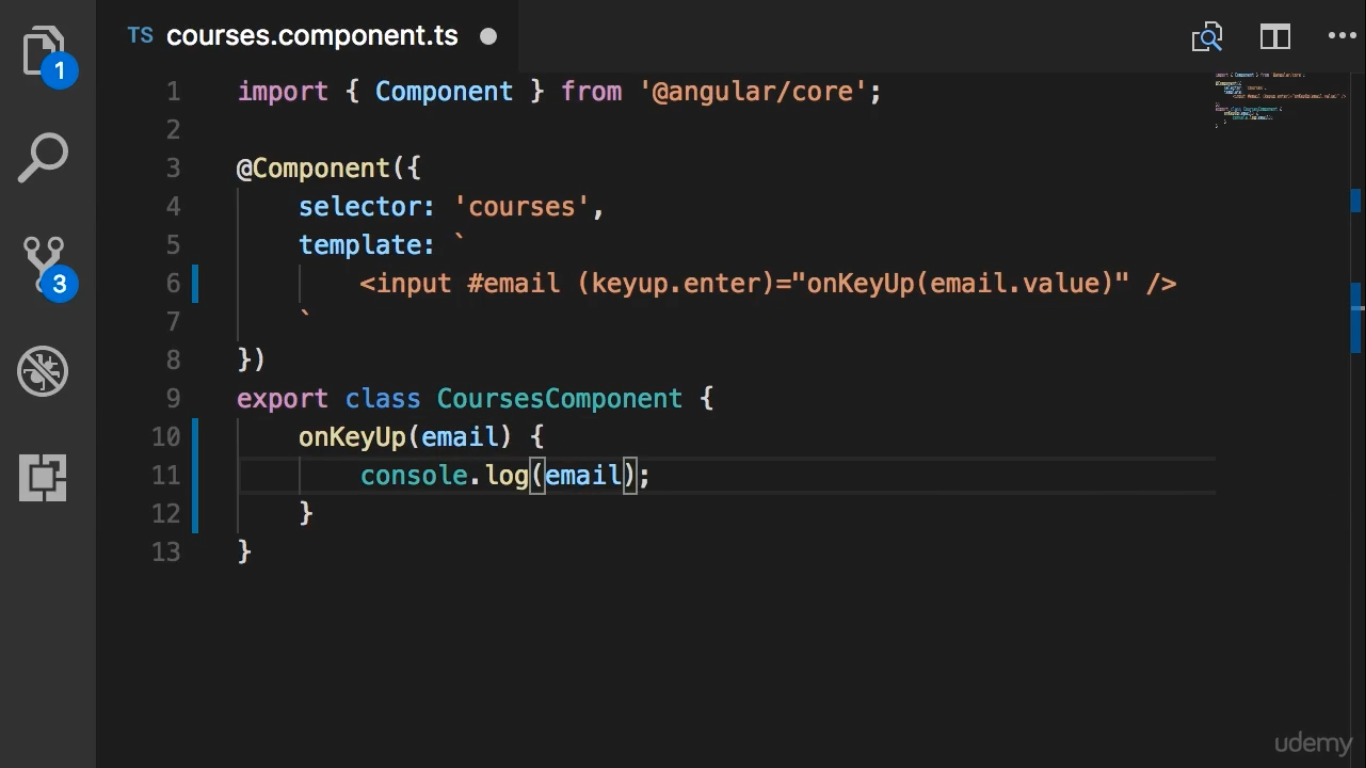 TS courses.component.ts
1
1 import { Component } from '@angular/core';
2
3 @Component({
4 selector: 'courses',
5 template: `
6 <input #email (keyup.enter)="onKeyUp(email.value)" />
7 `
8 })
9 export class CoursesComponent {
10 onKeyUp(email) {
11 console.log(email);
12 }
13 }
3
udemy